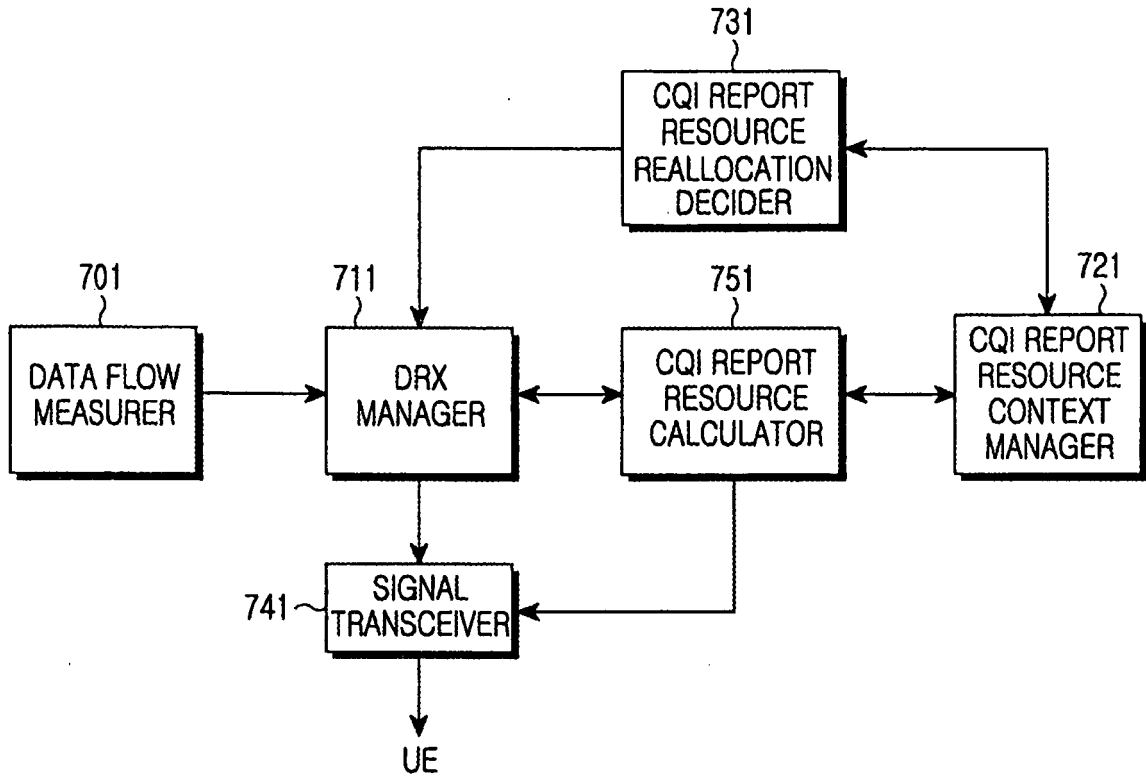 731
CQI REPORT
RESOURCE
REALLOCATION
DECIDER
701
DATA FLOW
MEASURER
711
DRX
MANAGER
751
CQI REPORT
RESOURCE
CALCULATOR
721
CQI REPORT
RESOURCE
CONTEXT
MANAGER
741
SIGNAL
TRANSCEIVER
UE